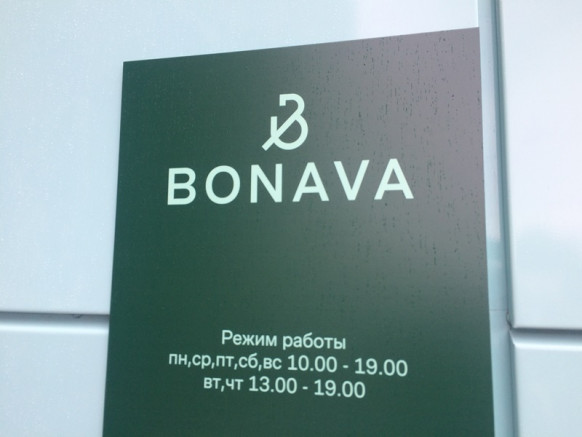 BONAVA
Режим работы
пн,ср,пт,сб,вс 10.00 - 19.00
вт,чт 13.00 - 19.00